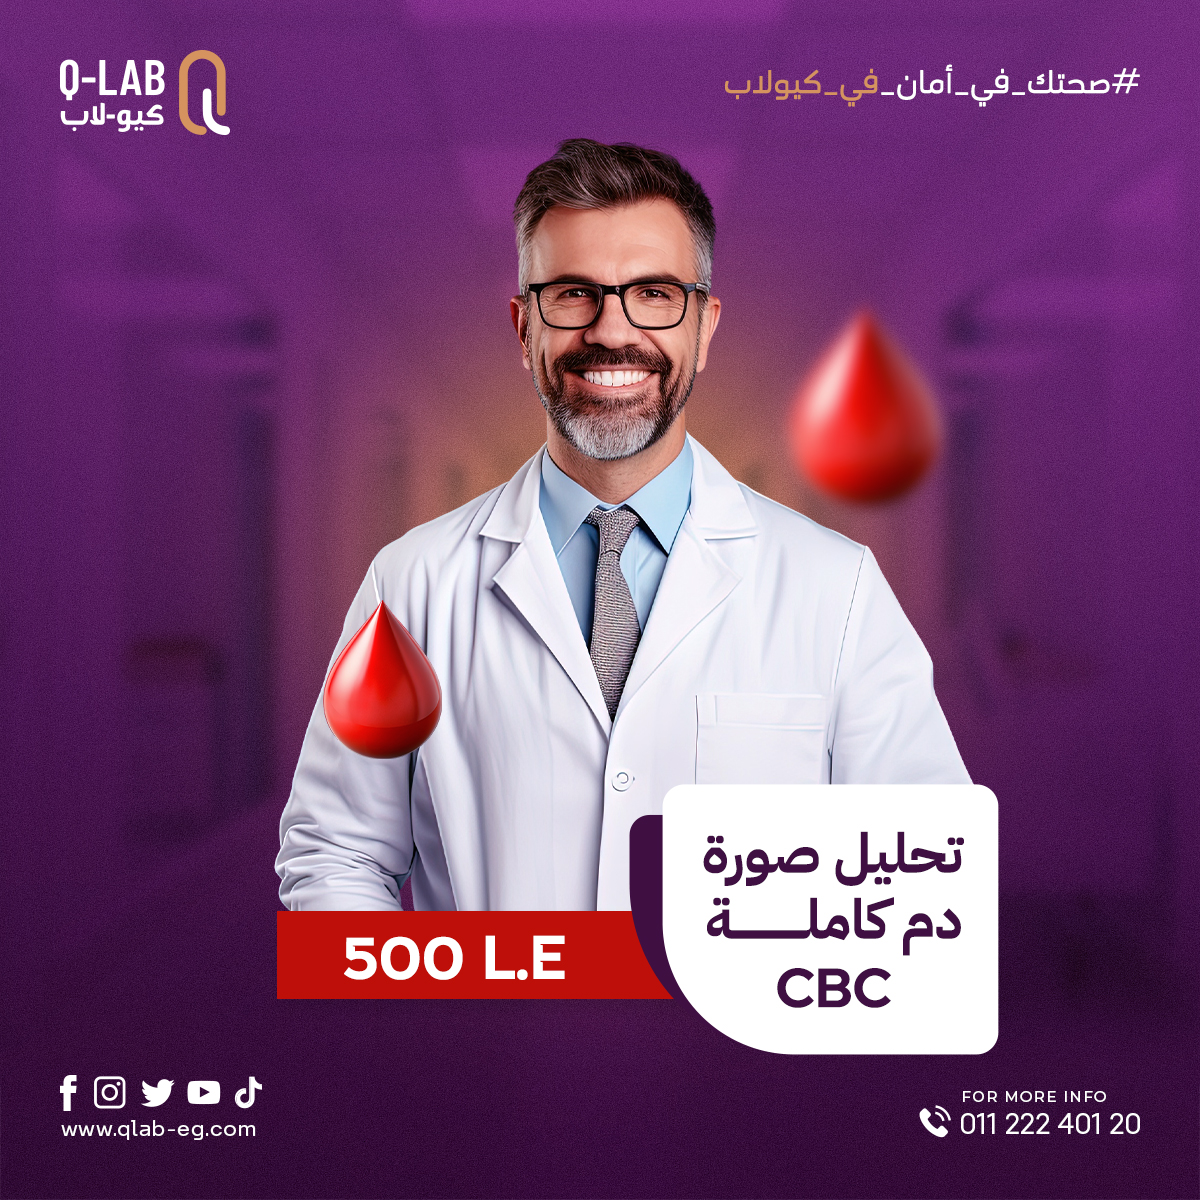 Q-LAB
كيو-لاب
#صحتك_في_أمان_في_كيولاب
تحليل صورة
دم كاملـــــة
CBC
500 L.E
www.qlab-eg.com
FOR MORE INFO
011 222 401 20